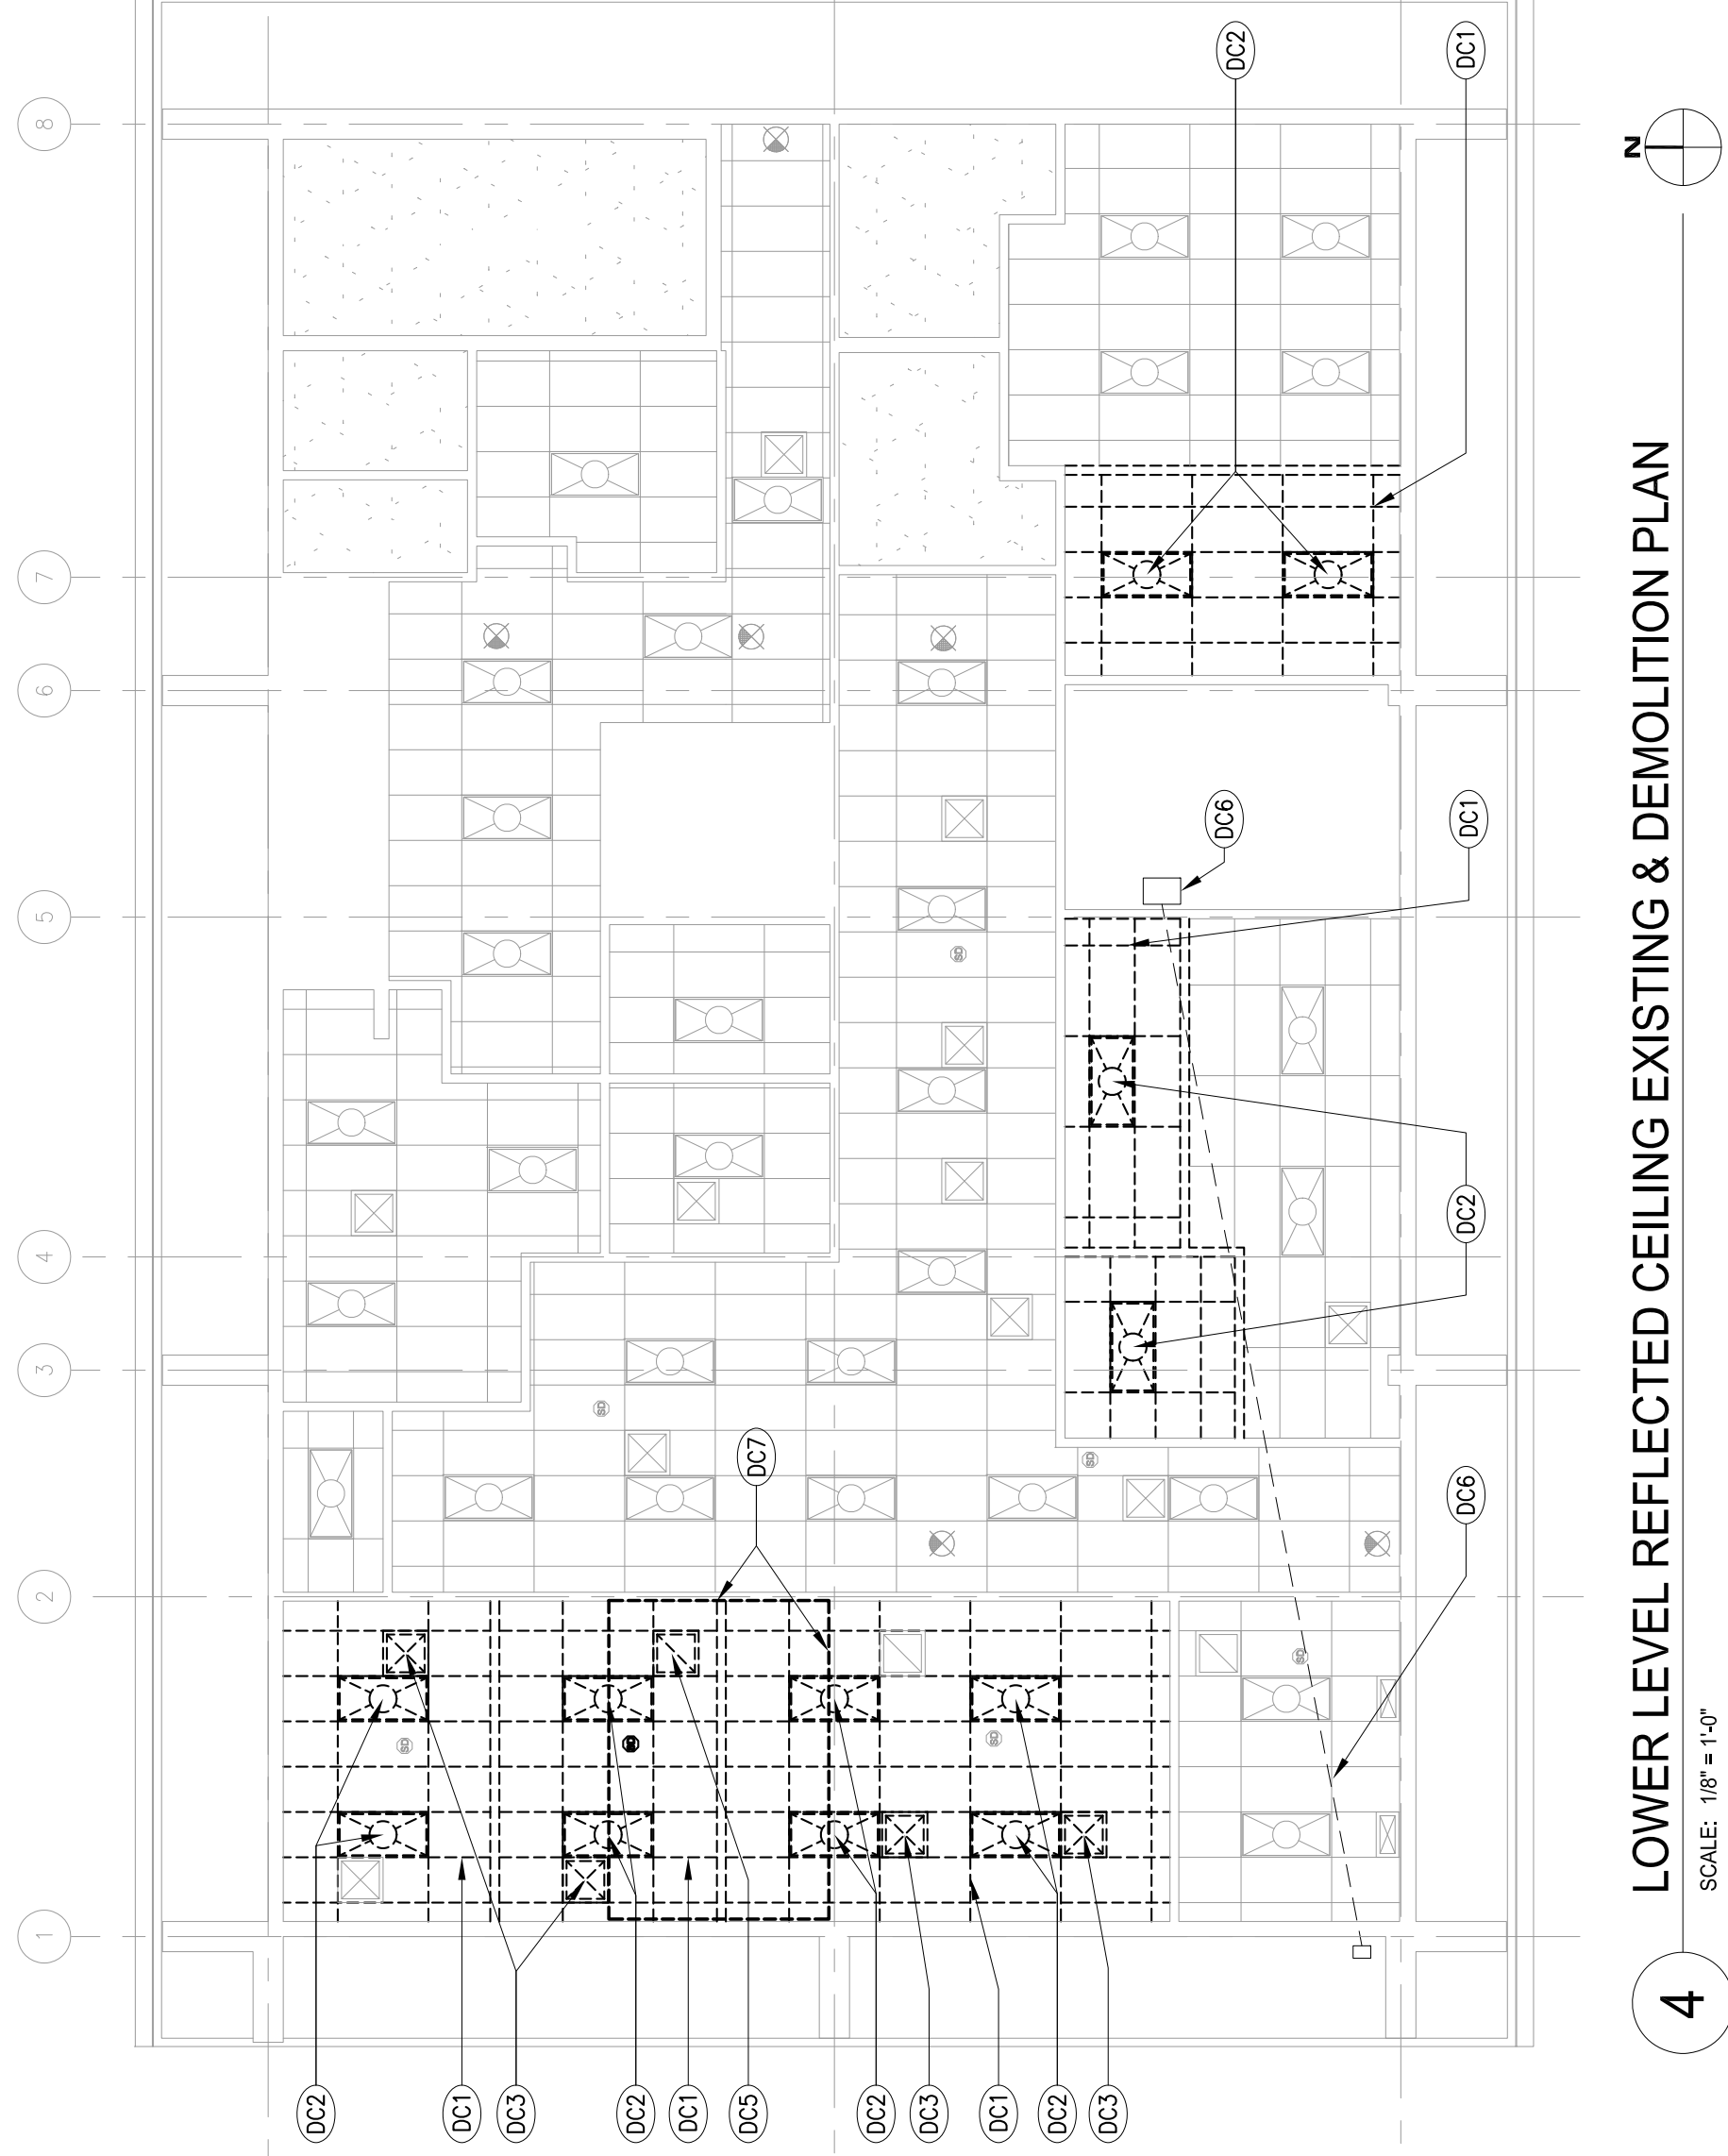 1
2
3
4
5
6
7
8
DC2
SD
DC1
DC3
SD
DC2
DC1
DC5
DC7
DC2
DC3
SD
SD
DC1
DC2
SD
DC3
DC6
DC2
SD
DC6
DC2
DC1
DC1
N
4
LOWER LEVEL REFLECTED CEILING EXISTING & DEMOLITION PLAN
SCALE: 1/8" = 1'-0"